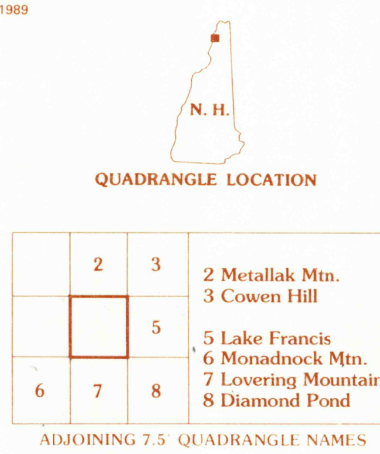 1989
N. H.
QUADRANGLE LOCATION
2 3
5
6 7 8
2 Metallak Mtn.
3 Cowen Hill
5 Lake Francis
6 Monadnock Mtn.
7 Lovering Mountain
8 Diamond Pond
ADJOINING 7.5' QUADRANGLE NAMES